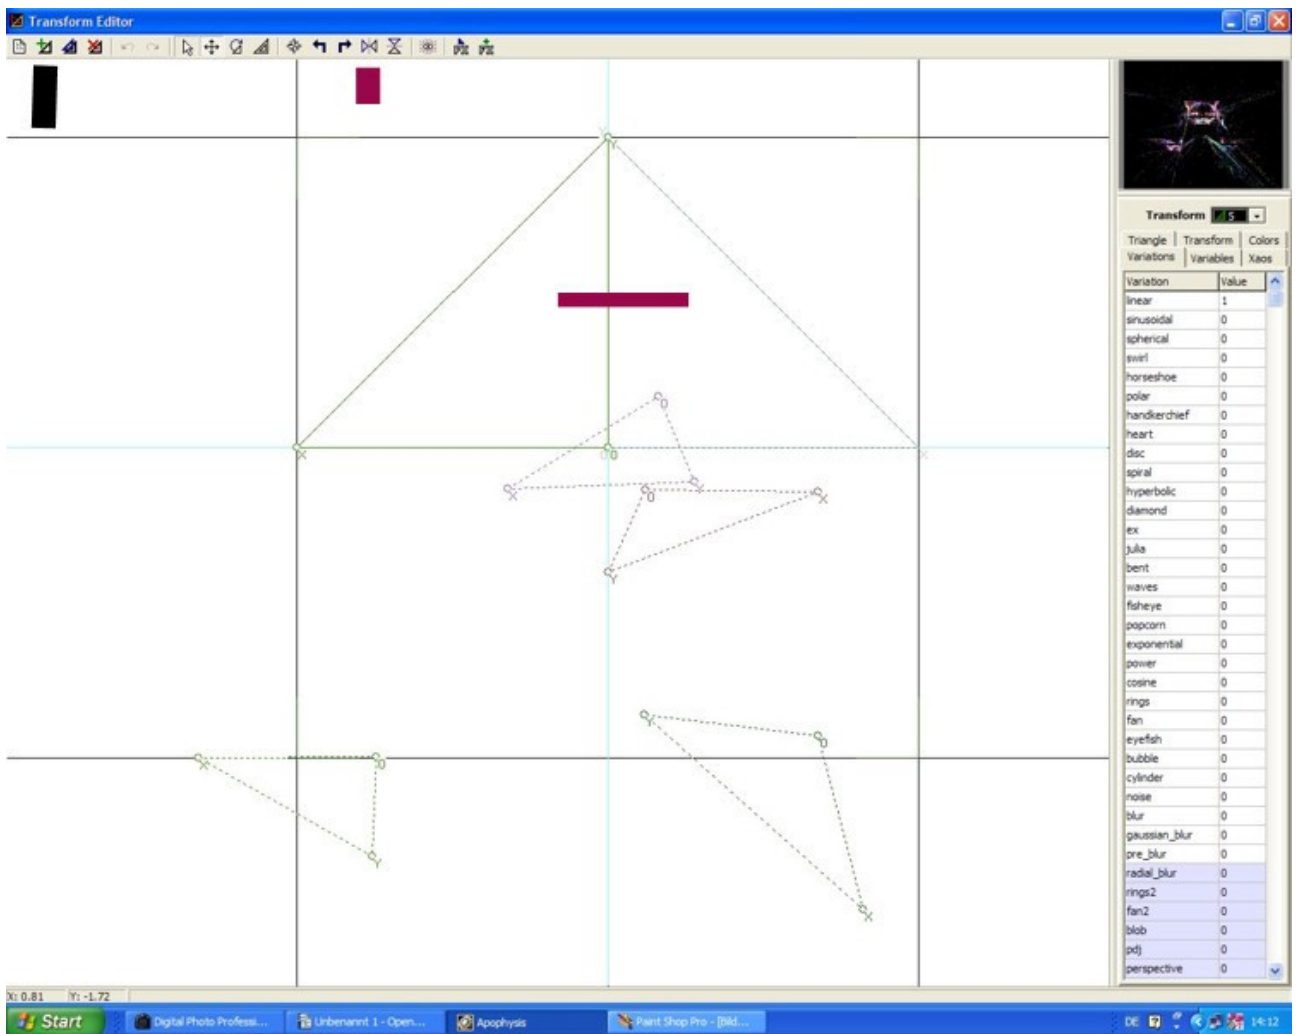 Transform Editor
Transform 5
Triangle Transform Colors
Variations Variables Xaos
Variation Value
linear 1
sinusoidal 0
spherical 0
swirl 0
horseshoe 0
polar 0
handkerchief 0
heart 0
disc 0
spiral 0
hyperbolic 0
diamond 0
ex 0
julia 0
bent 0
waves 0
fisheye 0
popcorn 0
exponential 0
power 0
cosine 0
rings 0
fan 0
eyefish 0
bubble 0
cylinder 0
noise 0
blur 0
gaussian_blur 0
pre_blur 0
radial_blur 0
rings2 0
fan2 0
blob 0
pdj 0
perspective 0
Y
X O X
O
X Y
O X
Y
Y
O
X O
Y
X
X: 0.81 Y: -1.72
Start Digital Photo Professi... Unbenannt 1 - Open... Apophysis Paint Shop Pro - [Bild... DE 14:12